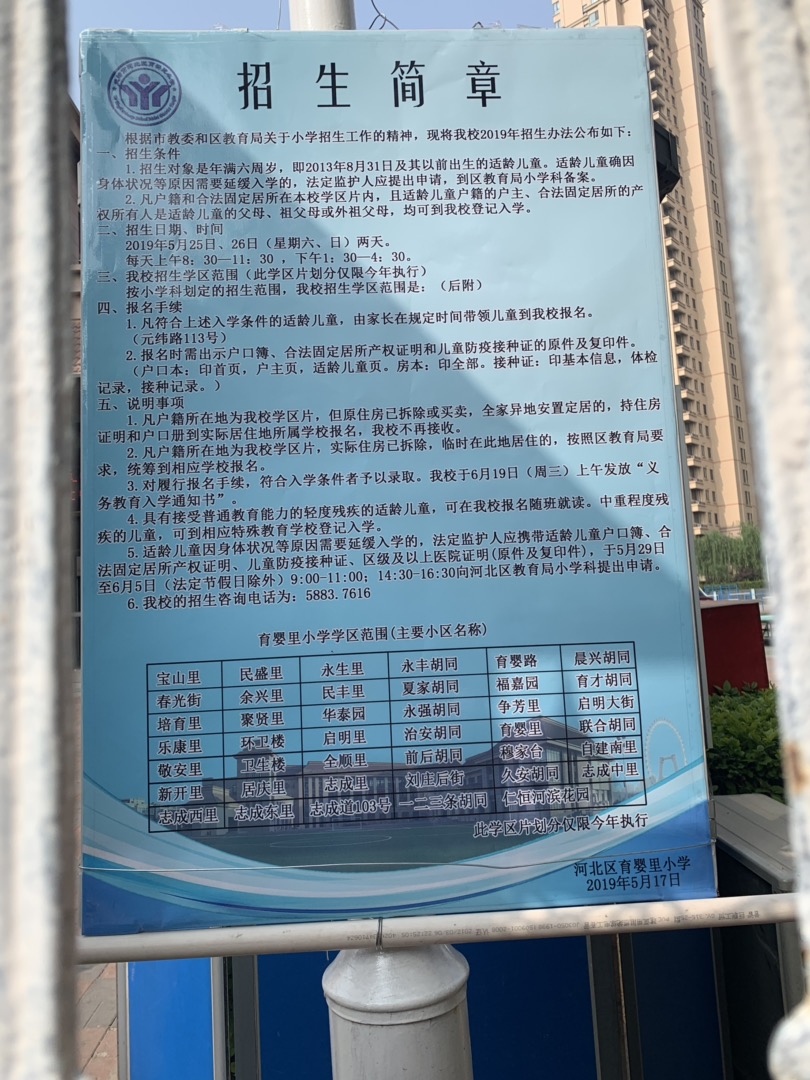 招生简章
根据市教委和区教育局关于小学招生工作的精神，现将我校2019年招生办法公布如下：
一、招生条件
1.招生对象是年满六周岁，即2013年8月31日及其以前出生的适龄儿童。适龄儿童确因
身体状况等原因需要延缓入学的，法定监护人应提出申请，到区教育局小学科备案。
2.凡户籍和合法固定居所在本校学区片内，且适龄儿童户籍的户主、合法固定居所的产
权所有人是适龄儿童的父母、祖父母或外祖父母，均可到我校登记入学。
二、招生日期、时间
2019年5月25日、26日（星期六、日）两天。
每天上午8：30—11：30 ，下午1：30—4：30。
三、我校招生学区范围（此学区片划分仅限今年执行）
按小学科划定的招生范围，我校招生学区范围是：（后附）
四、报名手续
1.凡符合上述入学条件的适龄儿童，由家长在规定时间带领儿童到我校报名。
（元纬路113号）
2.报名时需出示户口簿、合法固定居所产权证明和儿童防疫接种证的原件及复印件。
（户口本：印首页，户主页，适龄儿童页。房本：印全部。接种证：印基本信息，体检
记录，接种记录。）
五、说明事项
1.凡户籍所在地为我校学区片，但原住房已拆除或买卖，全家异地安置定居的，持住房
证明和户口册到实际居住地所属学校报名，我校不再接收。
2.凡户籍所在地为我校学区片，实际住房已拆除，临时在此地居住的，按照区教育局要
求，统筹到相应学校报名。
3.对履行报名手续，符合入学条件者予以录取。我校于6月19日（周三）上午发放“义
务教育入学通知书”。
4.具有接受普通教育能力的轻度残疾的适龄儿童，可在我校报名随班就读。中重程度残
疾的儿童，可到相应特殊教育学校登记入学。
5.适龄儿童因身体状况等原因需要延缓入学的，法定监护人应携带适龄儿童户口簿、合
法固定居所产权证明、儿童防疫接种证、区级及以上医院证明(原件及复印件)，于5月29日
至6月5日（法定节假日除外）9:00-11:00；14:30-16:30向河北区教育局小学科提出申请。
6.我校的招生咨询电话为：5883.7616
育婴里小学学区范围(主要小区名称)
宝山里 民盛里 永生里 永丰胡同 育婴路 晨兴胡同
春光街 余兴里 民丰里 夏家胡同 福嘉园 育才胡同
培育里 聚贤里 华泰园 永强胡同 争芳里 启明大街
乐康里 环卫楼 启明里 治安胡同 育婴里 联合胡同
敬安里 卫生楼 全顺里 前后胡同 穆家台 自建南里
新开里 居庆里 志成里 刘庄后街 久安胡同 志成中里
志成西里 志成东里 志成道103号 一二三条胡同 仁恒河滨花园
此学区片划分仅限今年执行
河北区育婴里小学
2019年5月17日